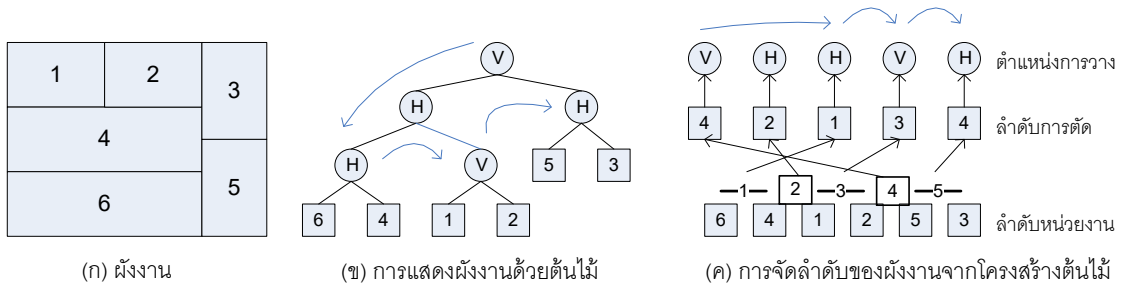 V H H V H ตำแหน่งการวาง
1 2 3
V
H H
4 2 1 3 4 ลำดับการตัด
4
H V 5 3
6 5
1 2 3 4 5
6 4 1 2
6 4 1 2 5 3 ลำดับหน่วยงาน
(ก) ผังงาน
(ข) การแสดงผังงานด้วยต้นไม้
(ค) การจัดลำดับของผังงานจากโครงสร้างต้นไม้